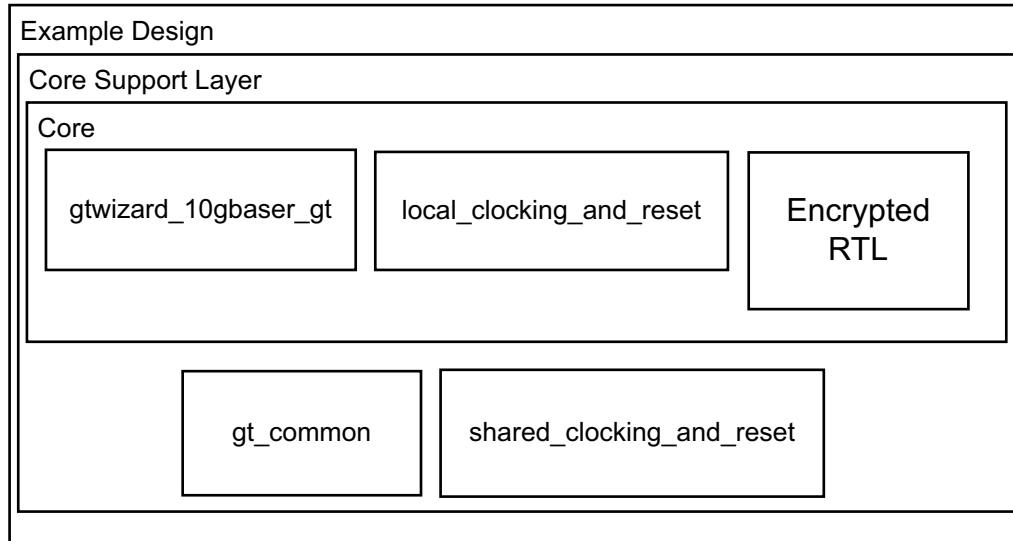 Example Design
Core Support Layer
Core
gtwizard_10gbaser_gt
local_clocking_and_reset
Encrypted
RTL
gt_common
shared_clocking_and_reset